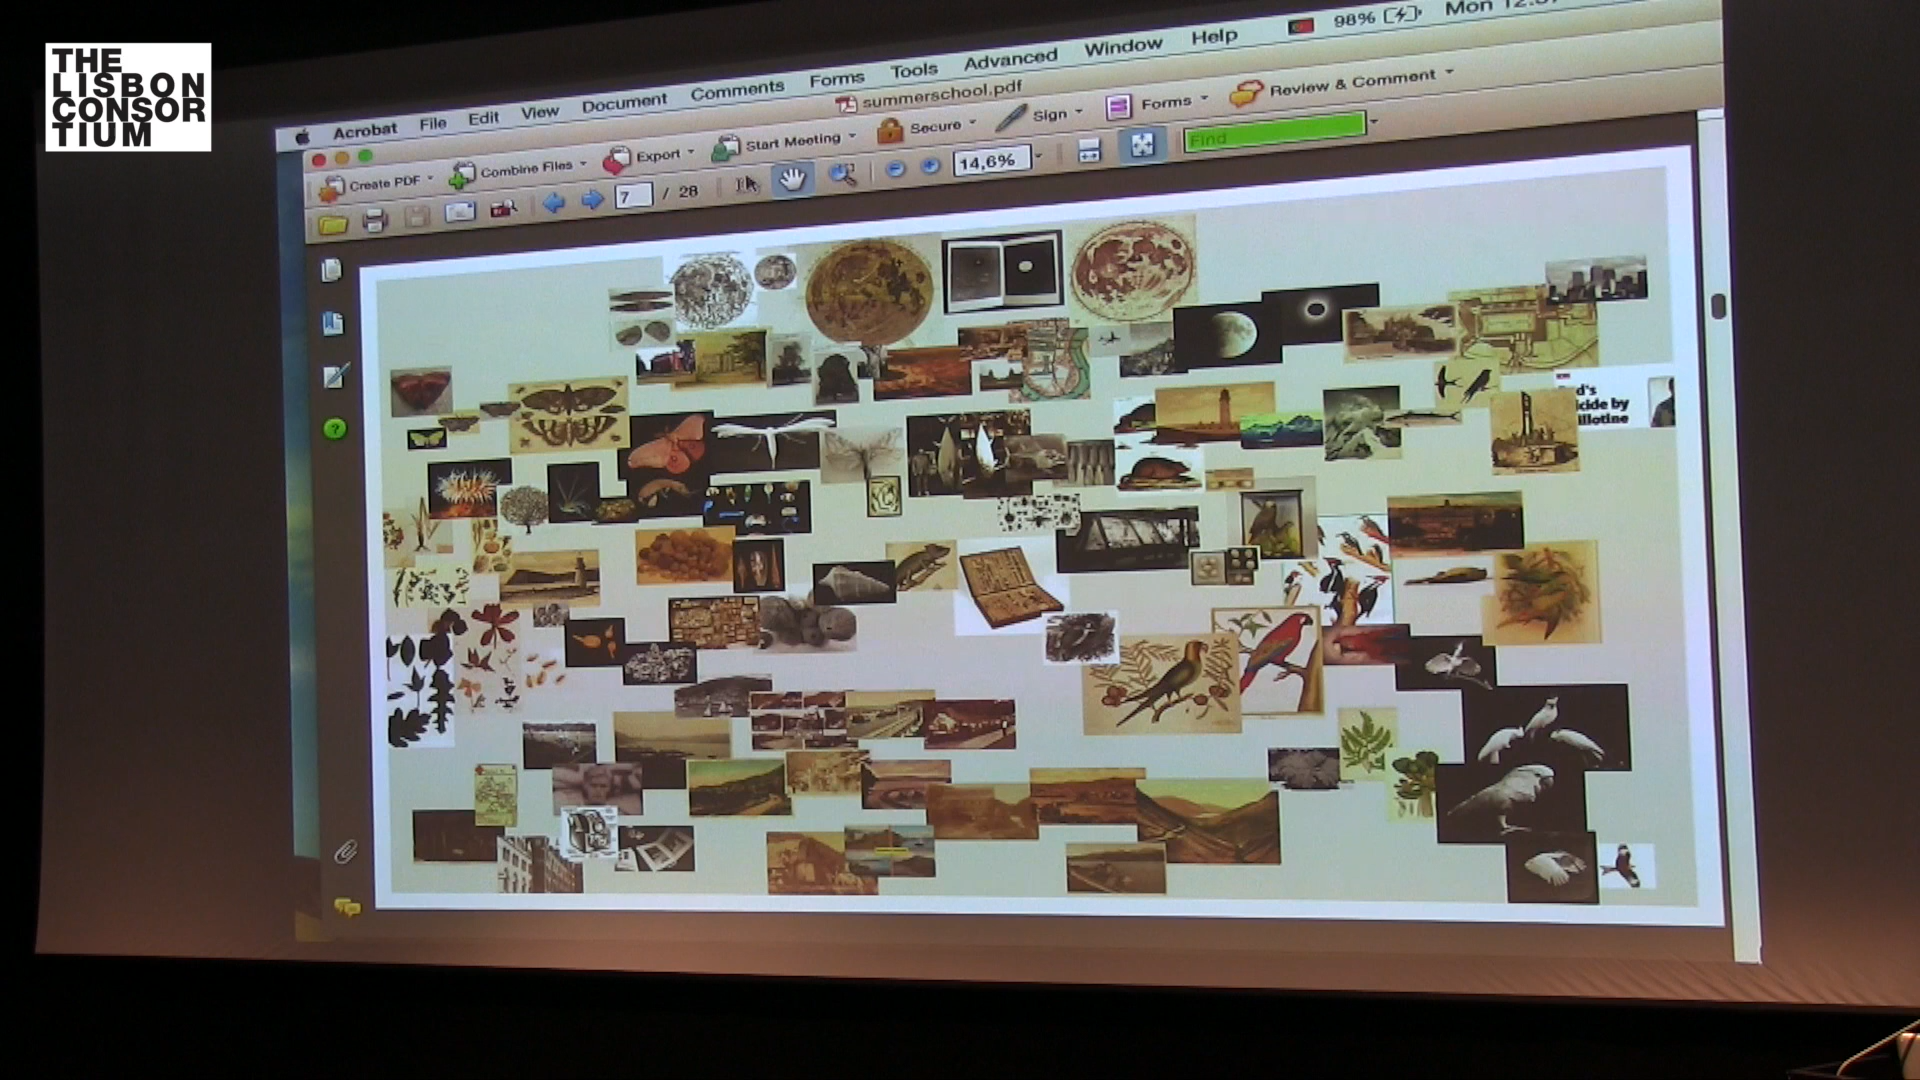 THE
LISBON
CONSOR
TIUM
Acrobat File Edit View Document Comments Forms Tools Advanced Window Help 98% Mon
summerschool.pdf
Create PDF Combine Files Export Start Meeting Secure Sign Forms Review & Comment
7 / 28 14,6% Find
d's
icide by
illotine